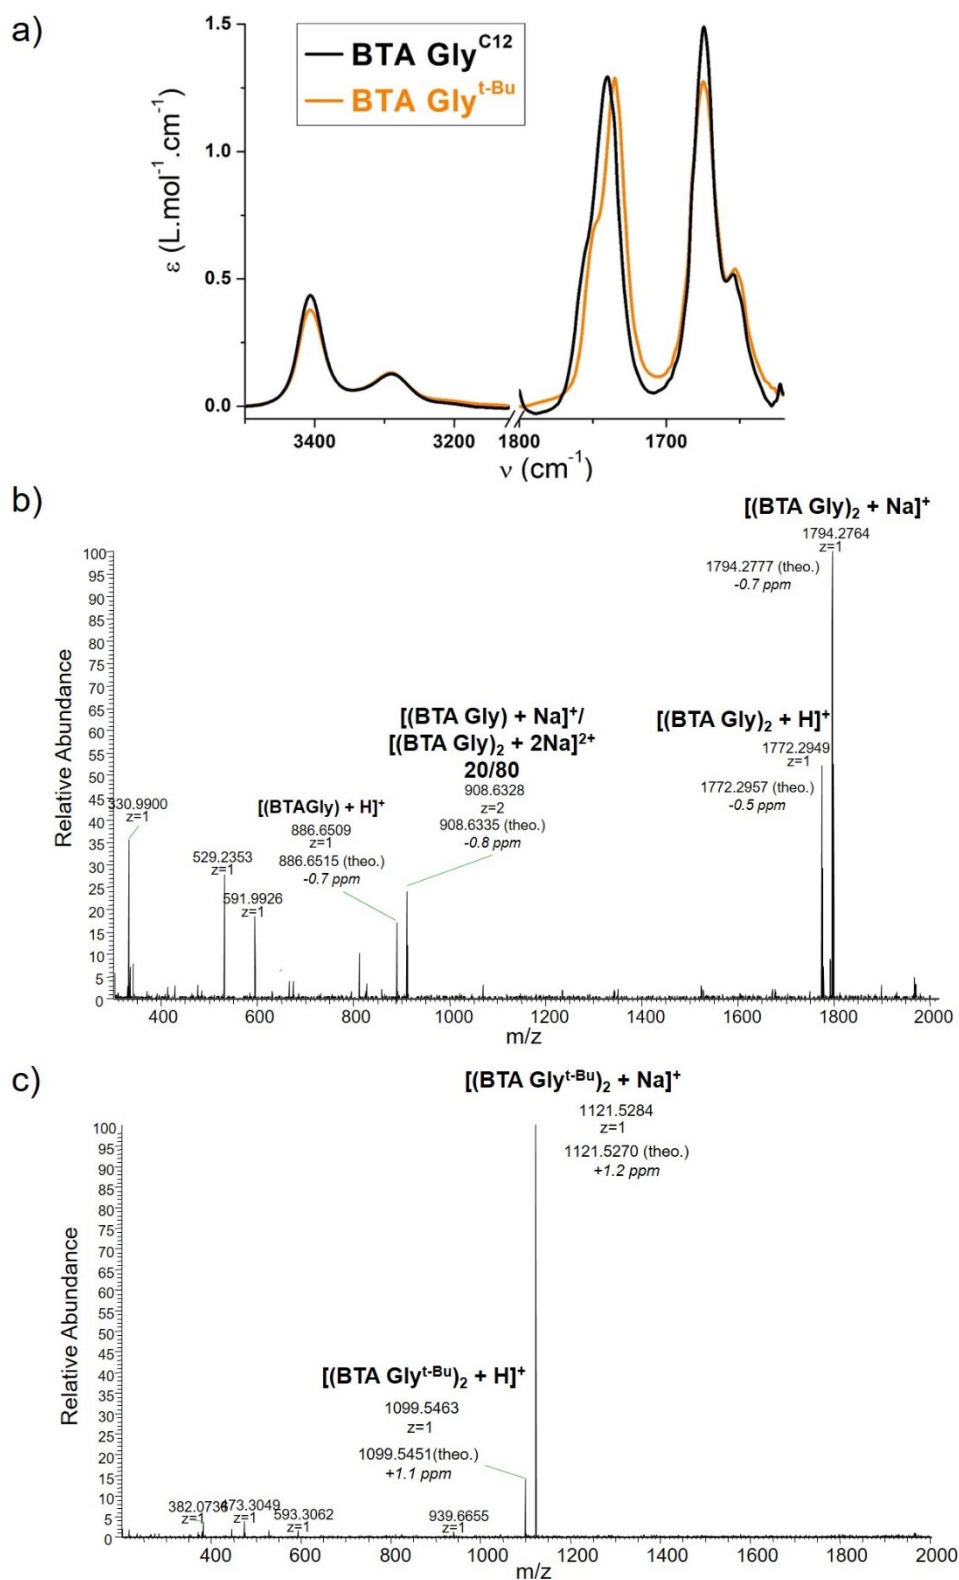 a)
BTA Gly^C12
BTA Gly^t-Bu
ε (L.mol⁻¹.cm⁻¹)
1.5
1.0
0.5
0.0
3400 3200 1800 1700
ν (cm⁻¹)
b)
[(BTA Gly)₂ + Na]⁺
1794.2764
z=1
1794.2777 (theo.)
-0.7 ppm
[(BTA Gly)₂ + H]⁺
1772.2949
z=1
1772.2957 (theo.)
-0.5 ppm
[(BTA Gly) + Na]⁺/
[(BTA Gly)₂ + 2Na]²⁺
20/80
908.6328
z=2
908.6335 (theo.)
-0.8 ppm
[(BTAGly) + H]⁺
886.6509
z=1
886.6515 (theo.)
-0.7 ppm
330.9900
z=1
529.2353
z=1
591.9926
z=1
Relative Abundance
100
95
90
85
80
75
70
65
60
55
50
45
40
35
30
25
20
15
10
5
0
400 600 800 1000 1200 1400 1600 1800 2000
m/z
c)
[(BTA Gly^t-Bu)₂ + Na]⁺
1121.5284
z=1
1121.5270 (theo.)
+1.2 ppm
[(BTA Gly^t-Bu)₂ + H]⁺
1099.5463
z=1
1099.5451(theo.)
+1.1 ppm
382.0736
z=1
473.3049
z=1
593.3062
z=1
939.6655
z=1
Relative Abundance
100
95
90
85
80
75
70
65
60
55
50
45
40
35
30
25
20
15
10
5
0
400 600 800 1000 1200 1400 1600 1800 2000
m/z